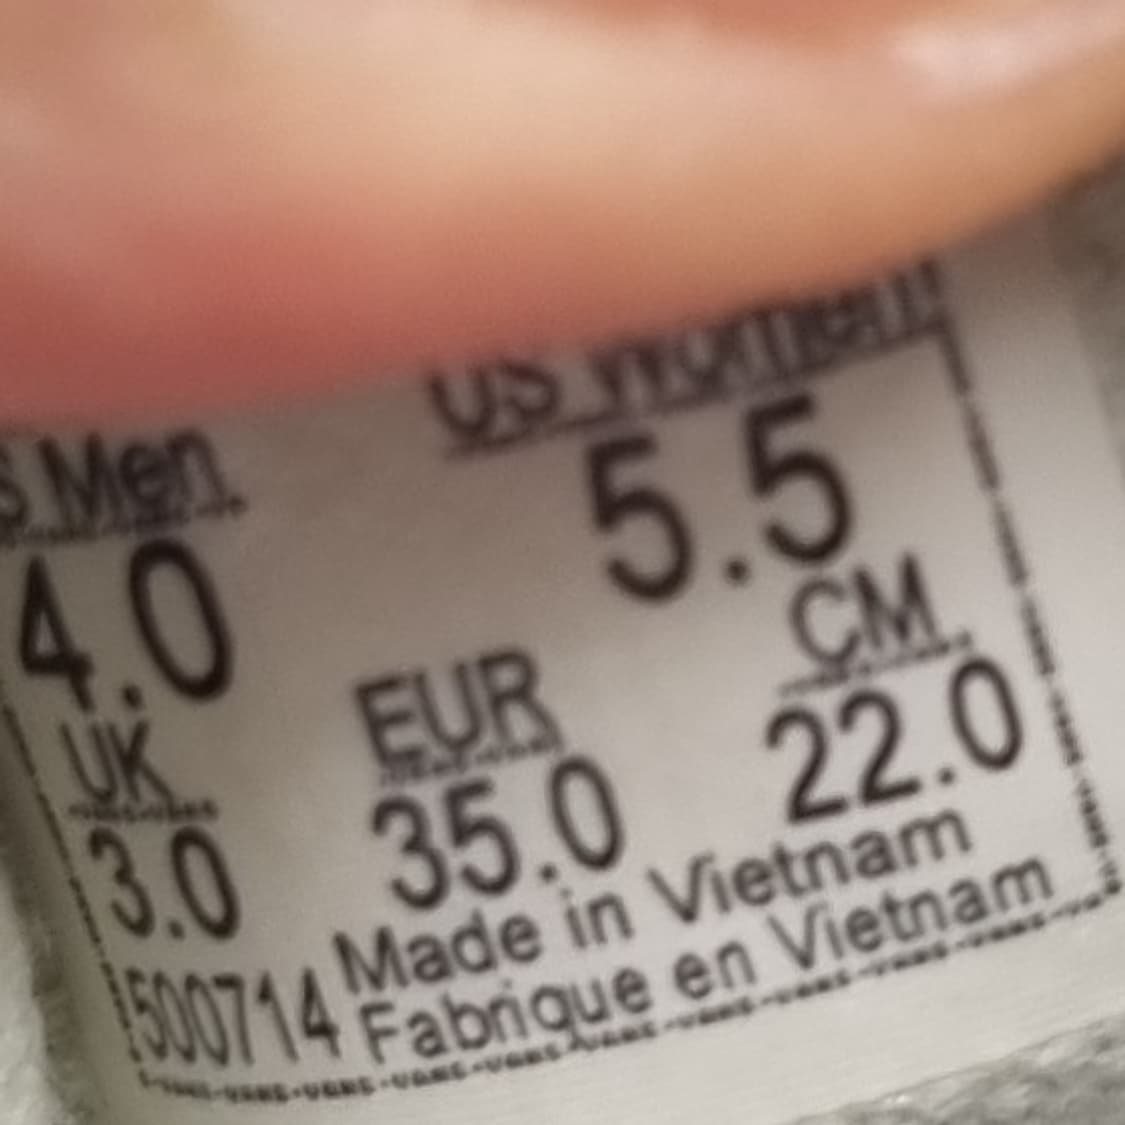 US Women
S Men
5.5
4.0
CM
EUR
UK
22.0
35.0
3.0
Made in Vietnam
500714 Fabrique en Vietnam